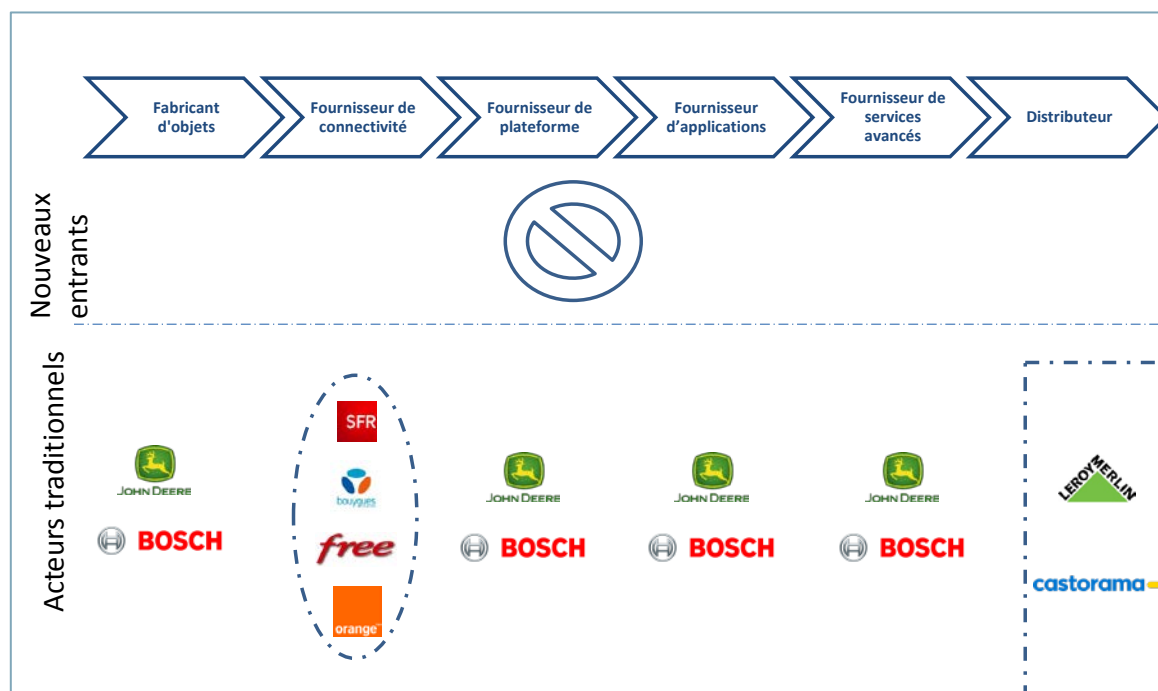 Fabricant
d'objets
Fournisseur de
connectivité
Fournisseur de
plateforme
Fournisseur
d’applications
Fournisseur de
services
avancés
Distributeur
Nouveaux
entrants
Acteurs traditionnels
SFR
bouygues
free
orange
JOHN DEERE
BOSCH
JOHN DEERE
BOSCH
JOHN DEERE
BOSCH
JOHN DEERE
BOSCH
LEROY MERLIN
castorama